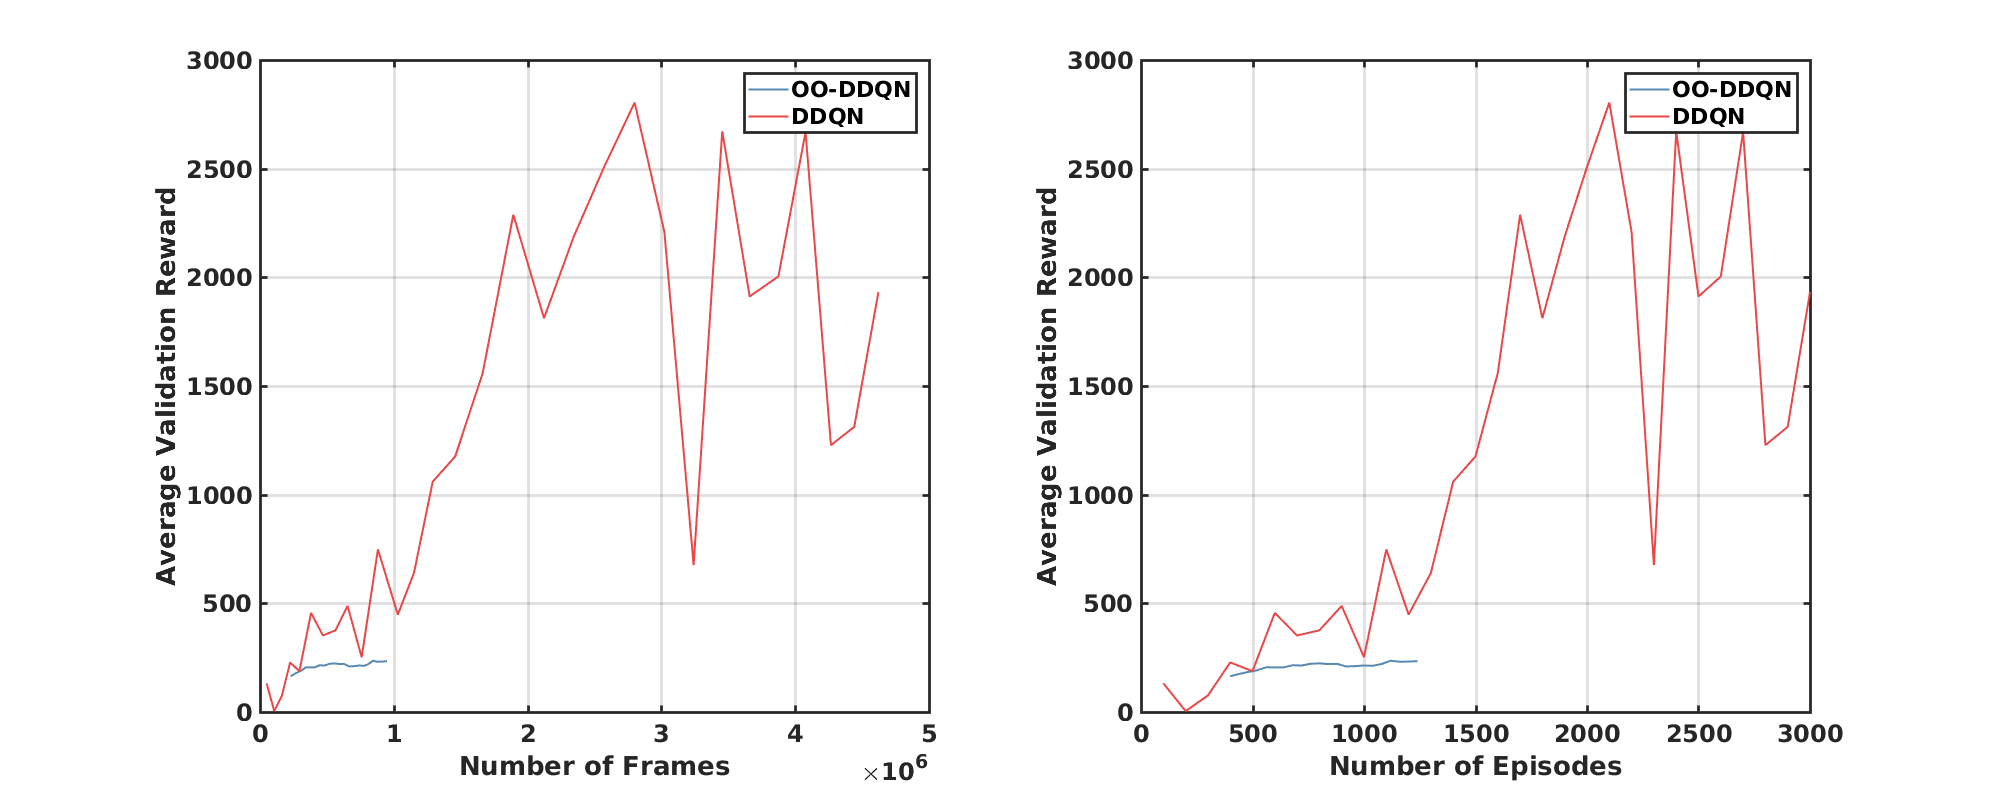 3000
2500
2000
1500
1000
500
0
Average Validation Reward
OO-DDQN
DDQN
0 1 2 3 4 5
Number of Frames
×10^6
3000
2500
2000
1500
1000
500
0
Average Validation Reward
OO-DDQN
DDQN
0 500 1000 1500 2000 2500 3000
Number of Episodes